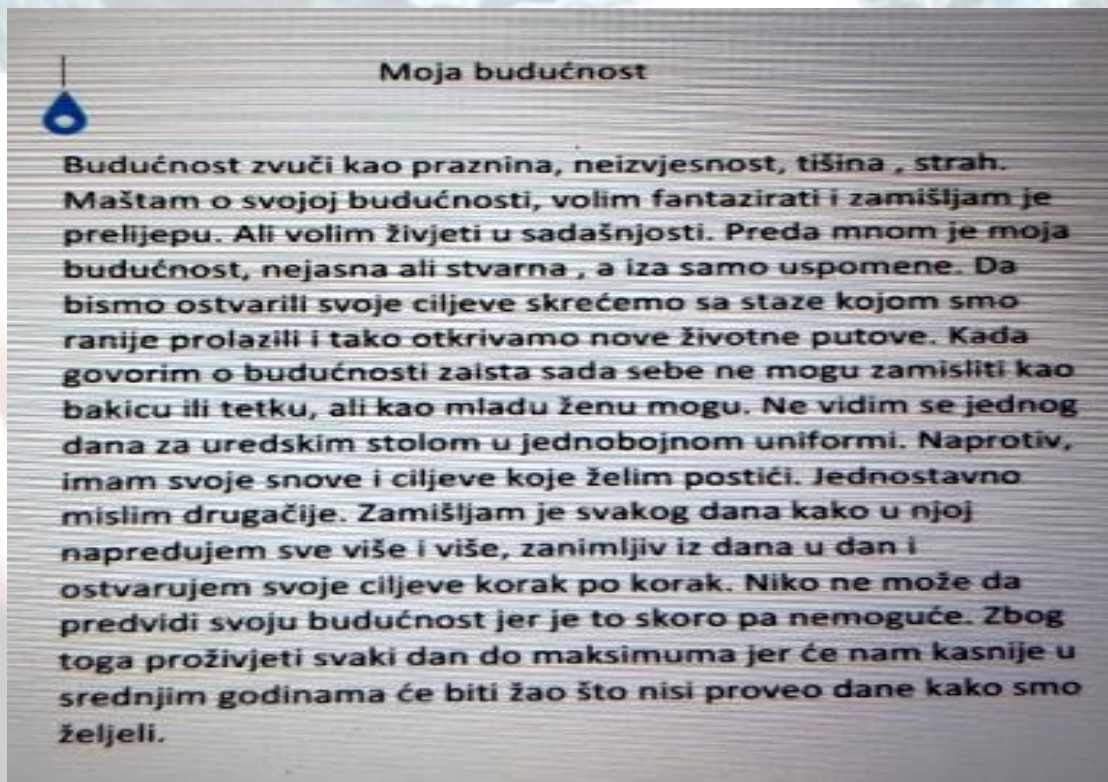 Moja budućnost
Budućnost zvuči kao praznina, neizvjesnost, tišina , strah.
Maštam o svojoj budućnosti, volim fantazirati i zamišljam je
prelijepu. Ali volim živjeti u sadašnjosti. Preda mnom je moja
budućnost, nejasna ali stvarna , a iza samo uspomene. Da
bismo ostvarili svoje ciljeve skrećemo sa staze kojom smo
ranije prolazili i tako otkrivamo nove životne putove. Kada
govorim o budućnosti zaista sada sebe ne mogu zamisliti kao
bakicu ili tetku, ali kao mladu ženu mogu. Ne vidim se jednog
dana za uredskim stolom u jednobojnom uniformi. Naprotiv,
imam svoje snove i ciljeve koje želim postići. Jednostavno
mislim drugačije. Zamišljam je svakog dana kako u njoj
napredujem sve više i više, zanimljiv iz dana u dan i
ostvarujem svoje ciljeve korak po korak. Niko ne može da
predvidi svoju budućnost jer je to skoro pa nemoguće. Zbog
toga proživjeti svaki dan do maksimuma jer će nam kasnije u
srednjim godinama će biti žao što nisi proveo dane kako smo
željeli.